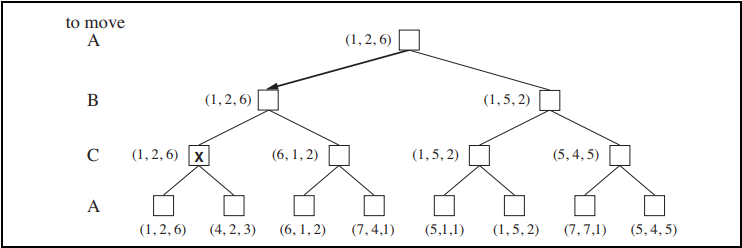 to move
A (1, 2, 6)
B (1, 2, 6) (1, 5, 2)
C (1, 2, 6) X (6, 1, 2) (1, 5, 2) (5, 4, 5)
A
(1, 2, 6) (4, 2, 3) (6, 1, 2) (7, 4,1) (5,1,1) (1, 5, 2) (7, 7,1) (5, 4, 5)